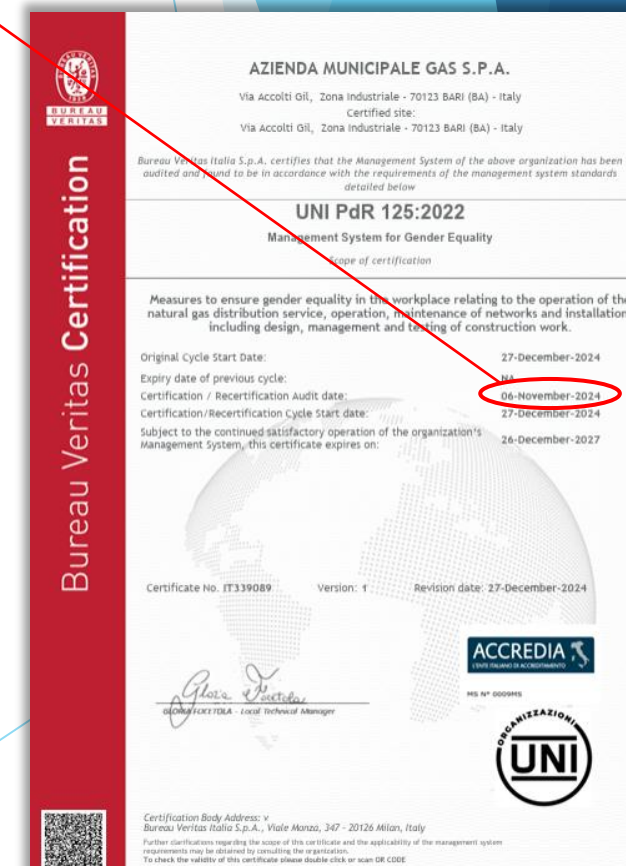 BUREAU
VERITAS
Bureau Veritas Certification
AZIENDA MUNICIPALE GAS S.P.A.
Via Accolti Gil, Zona Industriale - 70123 BARI (BA) - Italy
Certified site:
Via Accolti Gil, Zona Industriale - 70123 BARI (BA) - Italy
Bureau Veritas Italia S.p.A. certifies that the Management System of the above organization has been
audited and found to be in accordance with the requirements of the management system standards
detailed below
UNI PdR 125:2022
Management System for Gender Equality
Scope of certification
Measures to ensure gender equality in the workplace relating to the operation of the
natural gas distribution service, operation, maintenance of networks and installation
including design, management and testing of construction work.
Original Cycle Start Date: 27-December-2024
Expiry date of previous cycle: NA
Certification / Recertification Audit date: 06-November-2024
Certification/Recertification Cycle Start date: 27-December-2024
Subject to the continued satisfactory operation of the organization's
Management System, this certificate expires on: 26-December-2027
Certificate No. IT339089 Version: 1 Revision date: 27-December-2024
ACCREDIA
L'ENTE ITALIANO DI ACCREDITAMENTO
MS N° 0009MS
- Local Technical Manager
ORGANIZZAZIONI
UNI
Certification Body Address: v
Bureau Veritas Italia S.p.A., Viale Monza, 347 - 20126 Milan, Italy
Further clarifications regarding the scope of this certificate and the applicability of the management system
requirements may be obtained by consulting the organization.
To check the validity of this certificate please double click or scan QR CODE